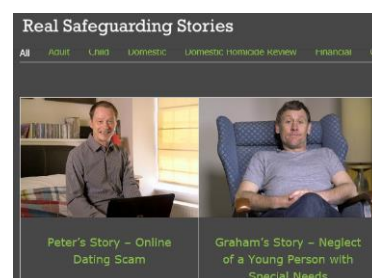 Real Safeguarding Stories
All Adult Child Domestic Domestic Homicide Review Financial
Peter's Story – Online
Dating Scam
Graham's Story – Neglect
of a Young Person with
Special Needs